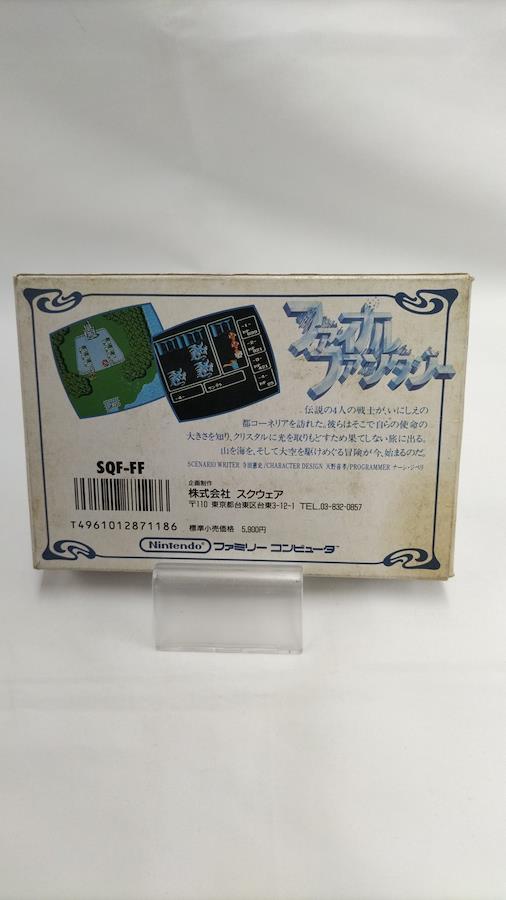 ファイナル
ファンタジー
伝説の4人の戦士が、いにしえの
都コーネリアを訪れた。彼らはそこで自らの使命の
大きさを知り、クリスタルに光を取りもどすため果てしない旅に出る。
山を海を、そして大空を駆けめぐる冒険が今、始まるのだ。
SCENARIO WRITER 寺田憲史/CHARACTER DESIGN 天野喜孝/PROGRAMMER ナーシャ・ジベリ
SQF-FF
企画制作
株式会社 スクウェア
〒110 東京都台東区台東3-12-1 TEL.03-832-0857
T4961012871186
標準小売価格 5,900円
Nintendo ファミリー コンピュータ